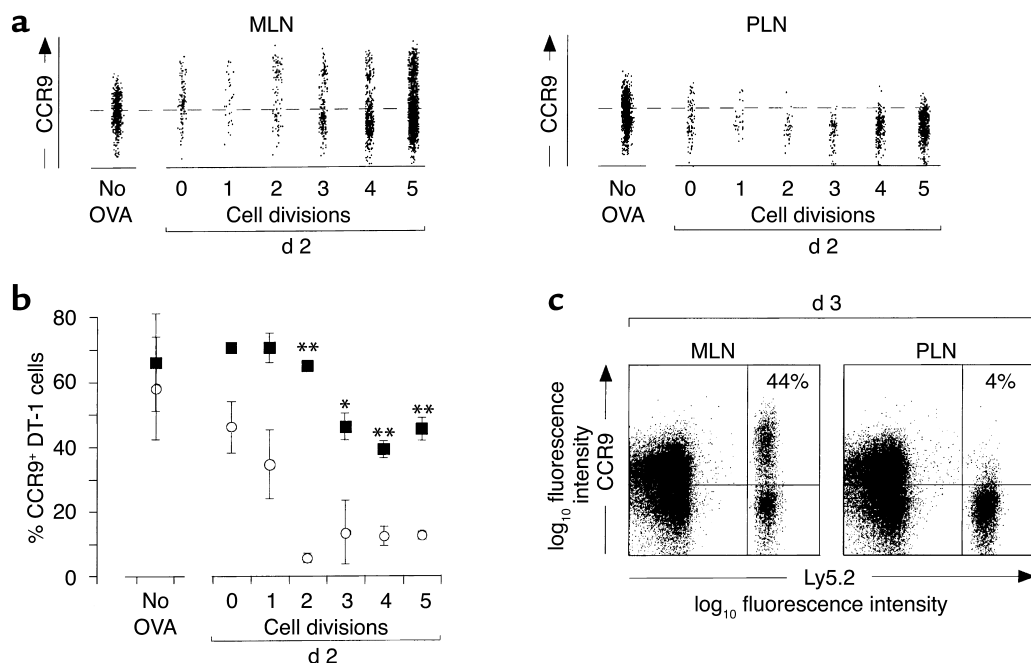 a
MLN
CCR9
No OVA
0 1 2 3 4 5
Cell divisions
d 2
PLN
CCR9
No OVA
0 1 2 3 4 5
Cell divisions
d 2
b
% CCR9+ DT-1 cells
80
60
40
20
0
** * ** **
No OVA
0 1 2 3 4 5
Cell divisions
d 2
c
d 3
MLN
PLN
44%
4%
log10 fluorescence
intensity
CCR9
Ly5.2
log10 fluorescence intensity